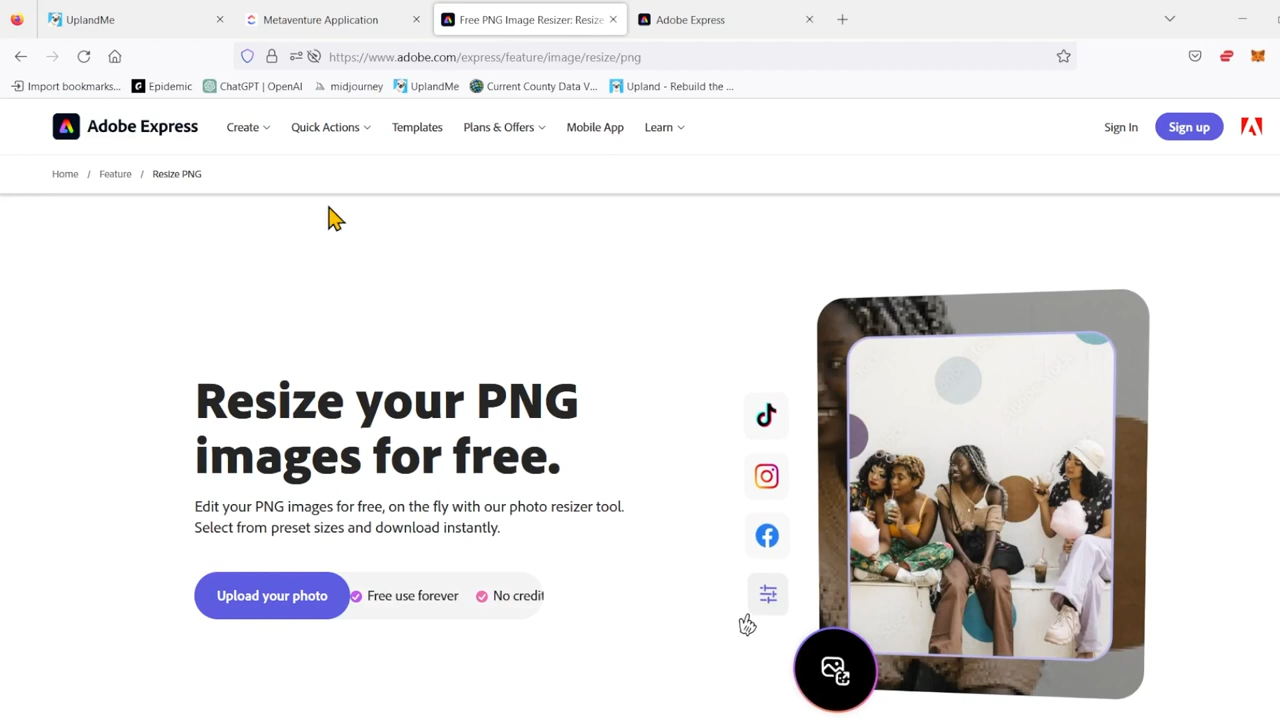 UplandMe
Metaventure Application
Free PNG Image Resizer: Resize
Adobe Express
https://www.adobe.com/express/feature/image/resize/png
Import bookmarks...
Epidemic
ChatGPT | OpenAI
midjourney
UplandMe
Current County Data V...
Upland - Rebuild the ...
Adobe Express
Create
Quick Actions
Templates
Plans & Offers
Mobile App
Learn
Sign In
Sign up
Home / Feature / Resize PNG
Resize your PNG
images for free.
Edit your PNG images for free, on the fly with our photo resizer tool.
Select from preset sizes and download instantly.
Upload your photo
Free use forever
No credit